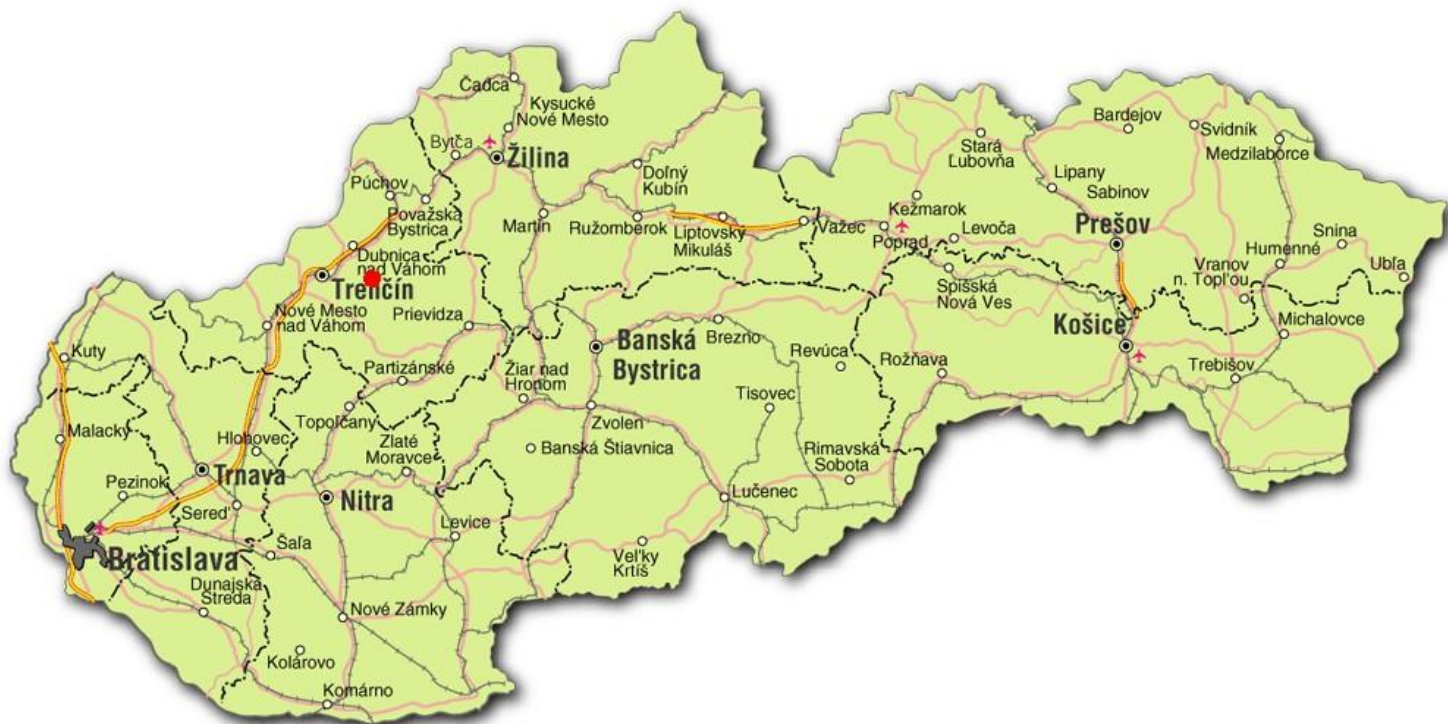 Čadca
Kysucké
Nové Mesto
Bytča
Žilina
Púchov
Považská
Bystrica
Doľný
Kubín
Martin
Ružomberok
Liptovsky
Mikuláš
Važec
Dubnica
nad Váhom
Trenčín
Nové Mesto
nad Váhom
Prievidza
Bardejov
Svidník
Medzilaborce
Stará
Ľubovňa
Lipany
Sabinov
Kežmarok
Poprad
Levoča
Prešov
Snina
Humenné
Ubľa
Vranov
n. Topľou
Spišská
Nová Ves
Košice
Michalovce
Trebišov
Kuty
Partizánské
Žiar nad
Hronom
Banská
Bystrica
Brezno
Revúca
Rožňava
Tisovec
Malacky
Hlohovec
Topoľčany
Zlaté
Moravce
Zvolen
Banská Štiavnica
Rimavská
Sobota
Pezinok
Trnava
Sereď
Nitra
Levice
Lučenec
Bratislava
Šaľa
Veľky
Krtíš
Dunajská
Streda
Nové Zámky
Kolárovo
Komárno